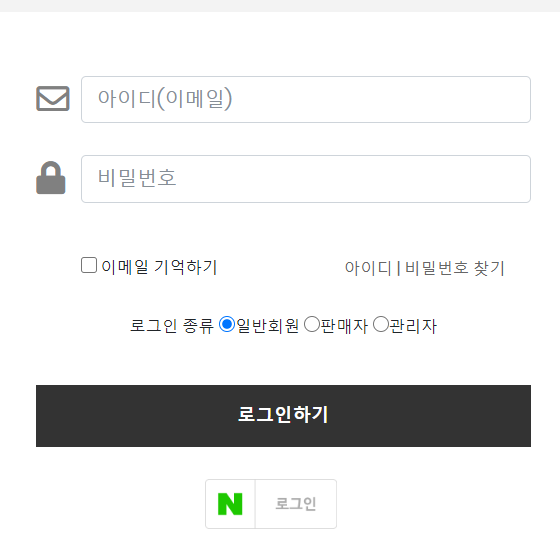 아이디(이메일)
비밀번호
이메일 기억하기 아이디 | 비밀번호 찾기
로그인 종류 일반회원 판매자 관리자
로그인하기
N 로그인